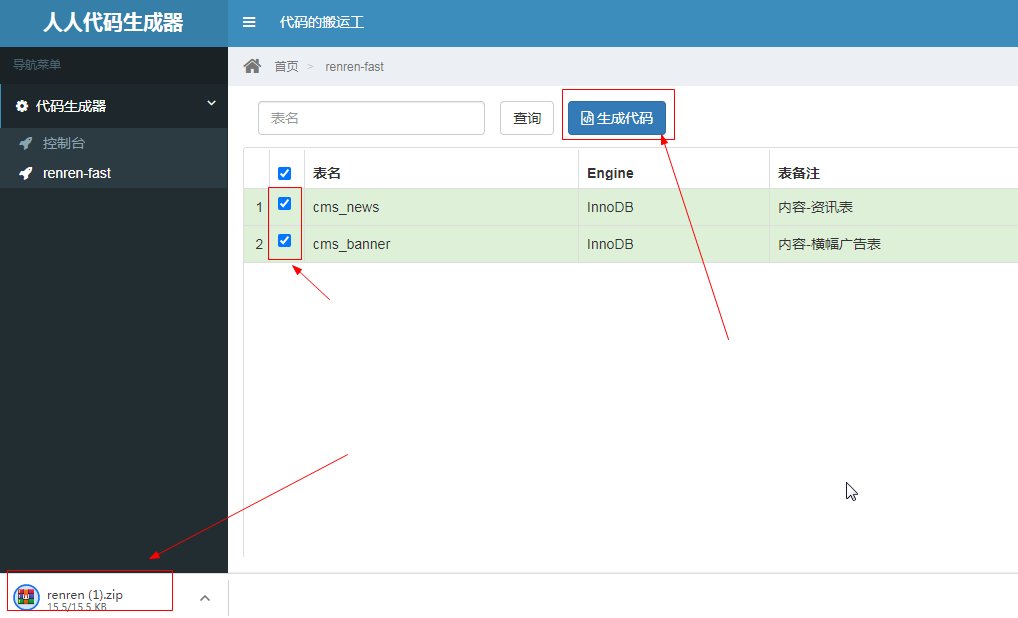 人人代码生成器
代码的搬运工
导航菜单
首页 > renren-fast
代码生成器
控制台
renren-fast
表名 查询 生成代码
表名 Engine 表备注
1 cms_news InnoDB 内容-资讯表
2 cms_banner InnoDB 内容-横幅广告表
renren (1).zip
15.5/15.5 KB